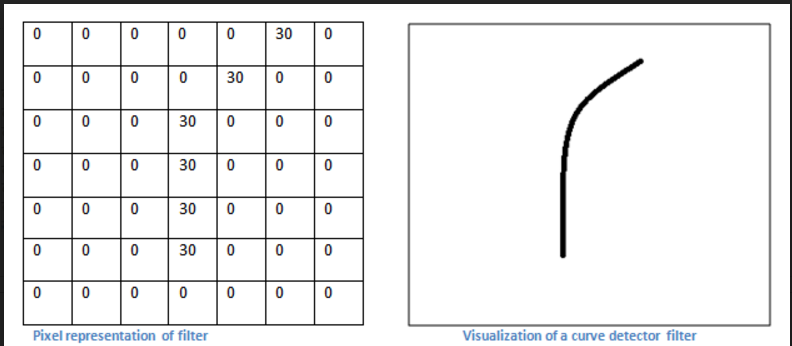 0 0 0 0 0 30 0
0 0 0 0 30 0 0
0 0 0 30 0 0 0
0 0 0 30 0 0 0
0 0 0 30 0 0 0
0 0 0 30 0 0 0
0 0 0 0 0 0 0
Pixel representation of filter
Visualization of a curve detector filter